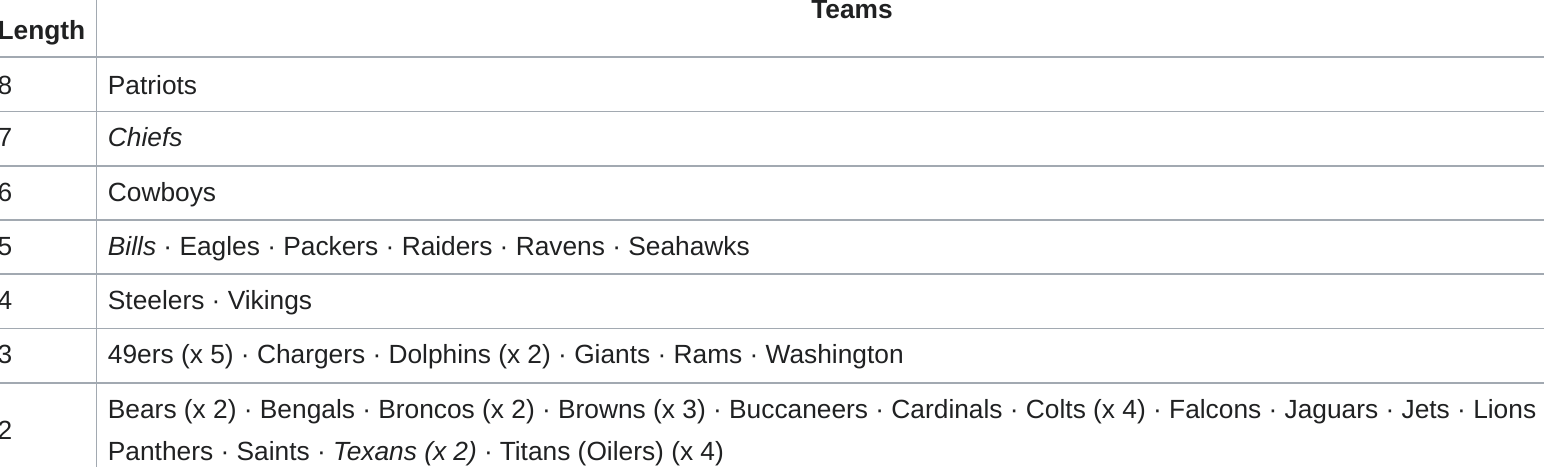 Teams
Length
8 Patriots
7 Chiefs
6 Cowboys
5 Bills · Eagles · Packers · Raiders · Ravens · Seahawks
4 Steelers · Vikings
3 49ers (x 5) · Chargers · Dolphins (x 2) · Giants · Rams · Washington
2 Bears (x 2) · Bengals · Broncos (x 2) · Browns (x 3) · Buccaneers · Cardinals · Colts (x 4) · Falcons · Jaguars · Jets · Lions
Panthers · Saints · Texans (x 2) · Titans (Oilers) (x 4)